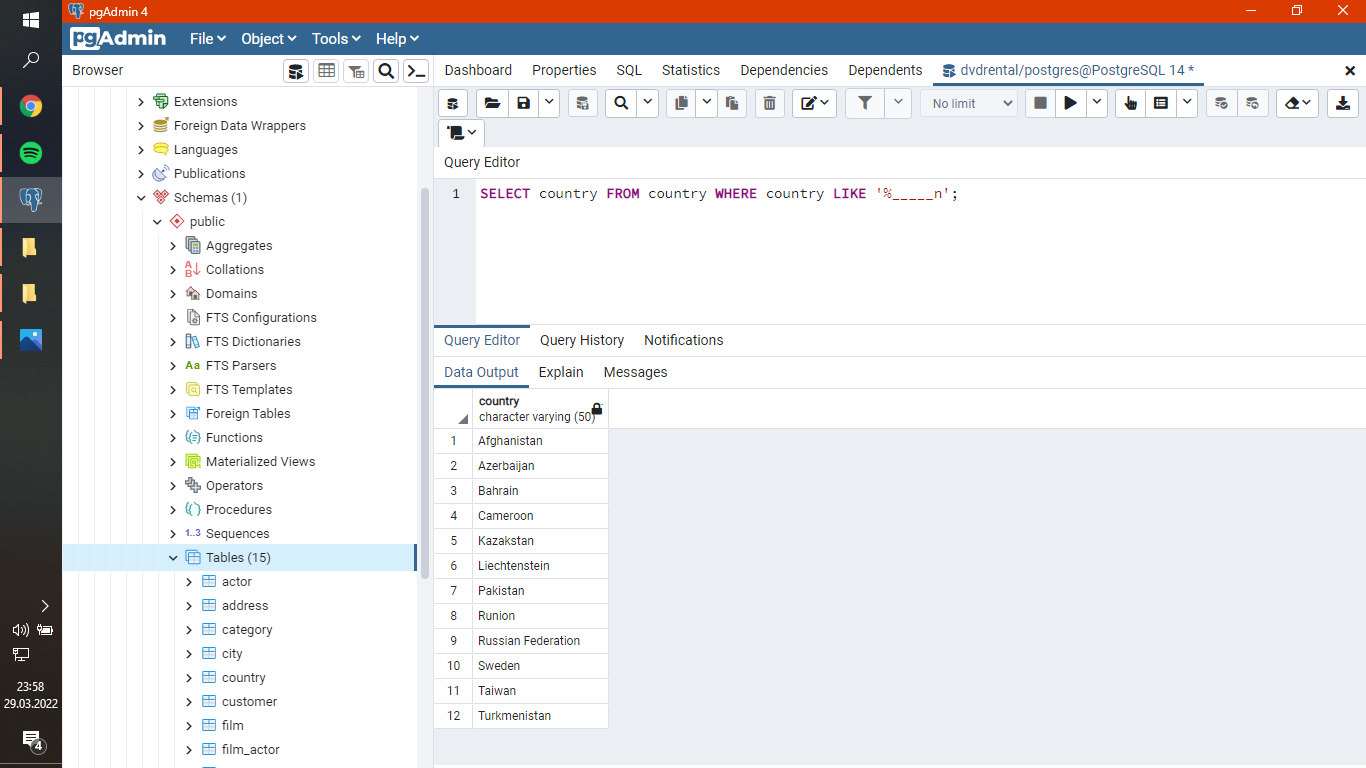 pgAdmin 4
pgAdmin File Object Tools Help
Browser
Dashboard Properties SQL Statistics Dependencies Dependents dvdrental/postgres@PostgreSQL 14 *
No limit
Query Editor
1 SELECT country FROM country WHERE country LIKE '%_____n';
Query Editor Query History Notifications
Data Output Explain Messages
country
character varying (50)
1 Afghanistan
2 Azerbaijan
3 Bahrain
4 Cameroon
5 Kazakstan
6 Liechtenstein
7 Pakistan
8 Runion
9 Russian Federation
10 Sweden
11 Taiwan
12 Turkmenistan
Extensions
Foreign Data Wrappers
Languages
Publications
Schemas (1)
public
Aggregates
Collations
Domains
FTS Configurations
FTS Dictionaries
Aa FTS Parsers
FTS Templates
Foreign Tables
Functions
Materialized Views
Operators
Procedures
1..3 Sequences
Tables (15)
actor
address
category
city
country
customer
film
film_actor
23:58
29.03.2022
4